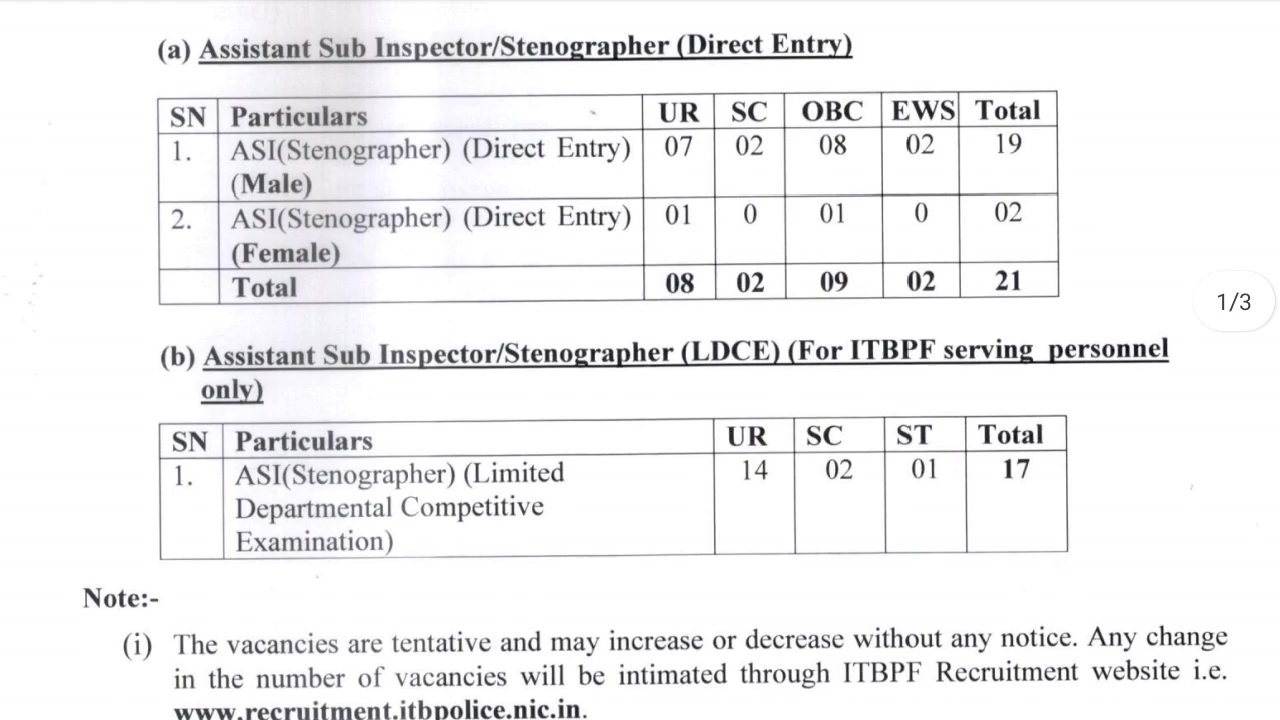 (a) Assistant Sub Inspector/Stenographer (Direct Entry)
SN Particulars UR SC OBC EWS Total
1. ASI(Stenographer) (Direct Entry) 07 02 08 02 19
(Male)
2. ASI(Stenographer) (Direct Entry) 01 0 01 0 02
(Female)
Total 08 02 09 02 21
1/3
(b) Assistant Sub Inspector/Stenographer (LDCE) (For ITBPF serving personnel
only)
SN Particulars UR SC ST Total
1. ASI(Stenographer) (Limited 14 02 01 17
Departmental Competitive
Examination)
Note:-
(i) The vacancies are tentative and may increase or decrease without any notice. Any change
in the number of vacancies will be intimated through ITBPF Recruitment website i.e.
www.recruitment.itbpolice.nic.in.